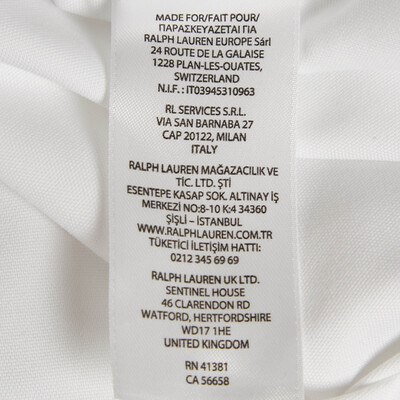 MADE FOR/FAIT POUR/
ΠΑΡΑΣΚΕΥΑΖΕΤΑΙ ΓΙΑ
RALPH LAUREN EUROPE Sárl
24 ROUTE DE LA GALAISE
1228 PLAN-LES-OUATES,
SWITZERLAND
N.I.F. : IT03945310963
RL SERVICES S.R.L.
VIA SAN BARNABA 27
CAP 20122, MILAN
ITALY
RALPH LAUREN MAĞAZACILIK VE
TİC. LTD. ŞTİ
ESENTEPE KASAP SOK. ALTINAY İŞ
MERKEZİ NO:8-10 K:4 34360
ŞİŞLİ – İSTANBUL
WWW.RALPHLAUREN.COM.TR
TÜKETİCİ İLETİŞİM HATTI:
0212 345 69 69
RALPH LAUREN UK LTD.
SENTINEL HOUSE
46 CLARENDON RD
WATFORD, HERTFORDSHIRE
WD17 1HE
UNITED KINGDOM
RN 41381
CA 56658